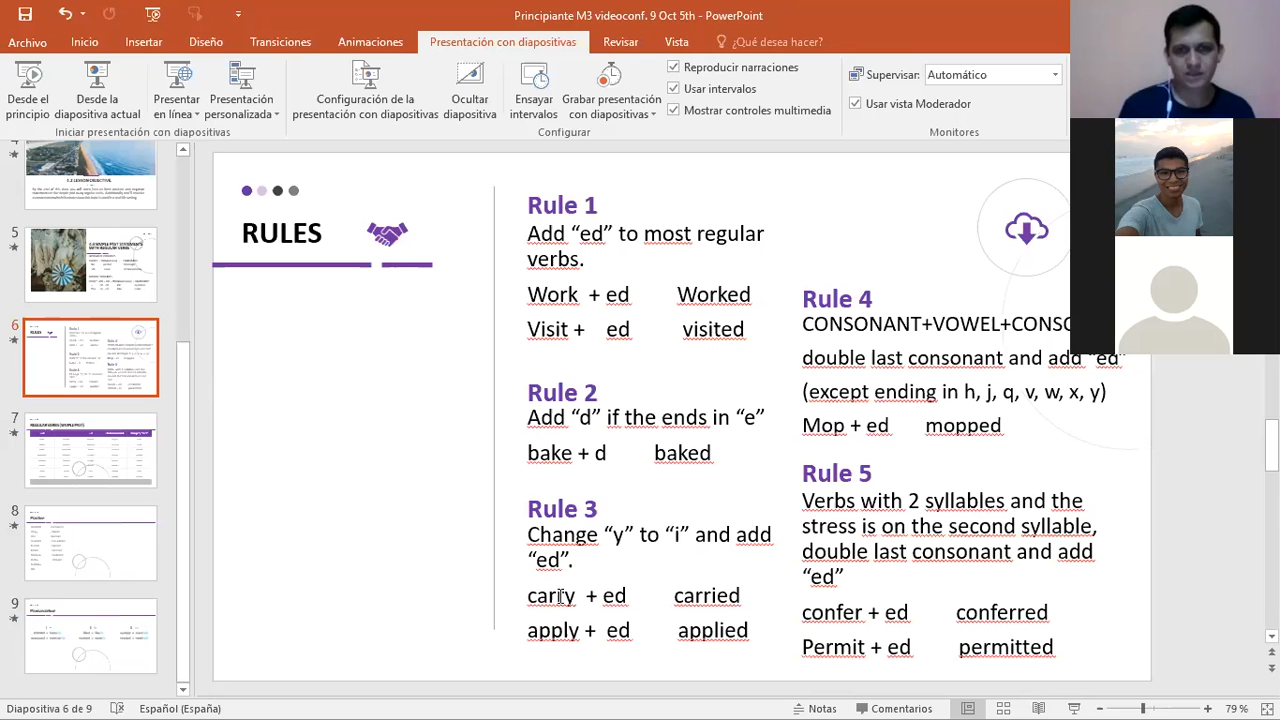 Principiante M3 videoconf. 9 Oct 5th - PowerPoint
Archivo Inicio Insertar Diseño Transiciones Animaciones Presentación con diapositivas Revisar Vista ¿Qué desea hacer?
Desde el principio
Desde la diapositiva actual
Presentar en línea
Presentación personalizada
Configuración de la presentación con diapositivas
Ocultar diapositiva
Ensayar intervalos
Grabar presentación con diapositivas
Reproducir narraciones
Usar intervalos
Mostrar controles multimedia
Supervisar: Automático
Usar vista Moderador
Iniciar presentación con diapositivas
Configurar
Monitores
4
5
6
7
8
9
RULES
Rule 1
Add “ed” to most regular
verbs.
Work + ed Worked
Visit + ed visited
Rule 2
Add “d” if the ends in “e”
bake + d baked
Rule 3
Change “y” to “i” and add
“ed”.
carry + ed carried
apply + ed applied
Rule 4
CONSONANT+VOWEL+
double last consonant and add “ed”
(except ending in h, j, q, v, w, x, y)
Mop + ed mopped
Rule 5
Verbs with 2 syllables and the
stress is on the second syllable,
double last consonant and add
“ed”
confer + ed conferred
Permit + ed permitted
Diapositiva 6 de 9 Español (España) Notas Comentarios 79 %